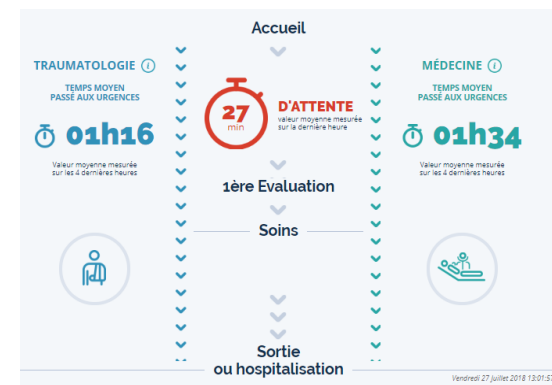 Accueil
TRAUMATOLOGIE i
TEMPS MOYEN
PASSÉ AUX URGENCES
01h16
Valeur moyenne mesurée
sur les 4 dernières heures
27
min
D'ATTENTE
valeur moyenne mesurée
sur la dernière heure
MÉDECINE i
TEMPS MOYEN
PASSÉ AUX URGENCES
01h34
Valeur moyenne mesurée
sur les 4 dernières heures
1ère Evaluation
Soins
Sortie
ou hospitalisation
Vendredi 27 Juillet 2018 13:01:57